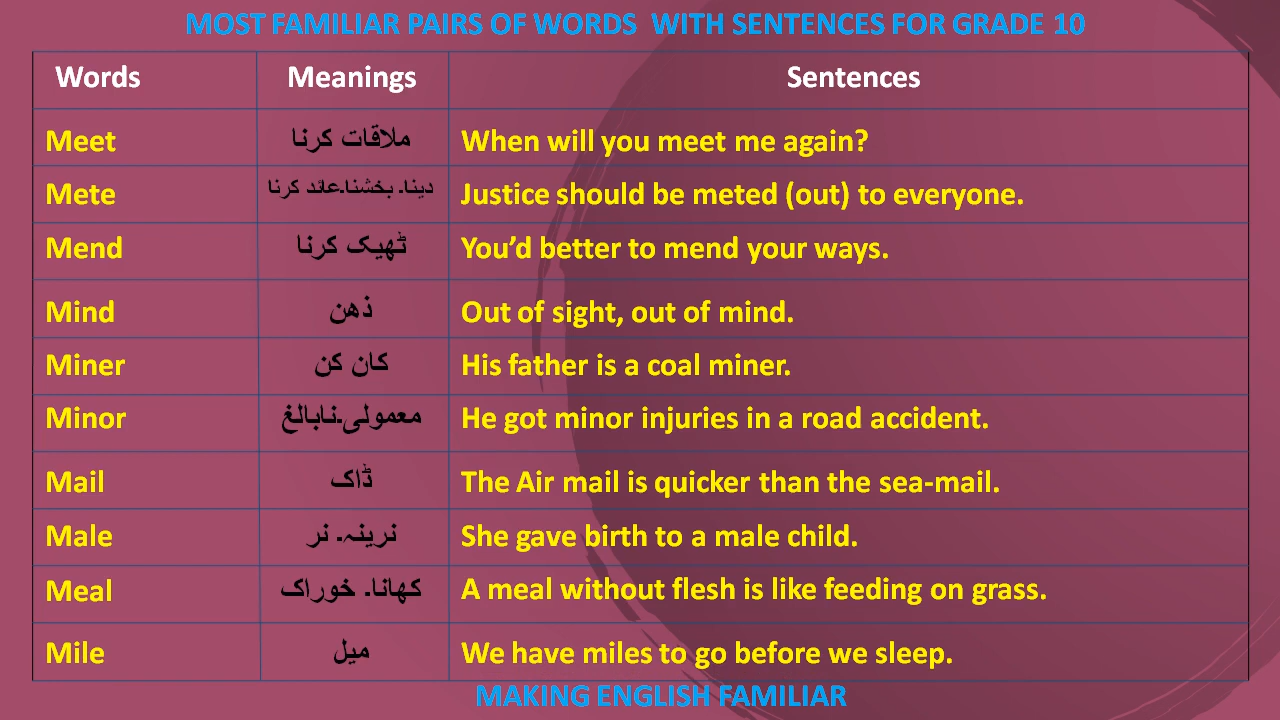 MOST FAMILIAR PAIRS OF WORDS WITH SENTENCES FOR GRADE 10
Words Meanings Sentences
Meet ملاقات کرنا When will you meet me again?
Mete دینا۔ بخشنا۔عائد کرنا Justice should be meted (out) to everyone.
Mend ٹھیک کرنا You’d better to mend your ways.
Mind ذھن Out of sight, out of mind.
Miner کان کن His father is a coal miner.
Minor معمولی۔نابالغ He got minor injuries in a road accident.
Mail ڈاک The Air mail is quicker than the sea-mail.
Male نرینہ۔ نر She gave birth to a male child.
Meal کھانا۔ خوراک A meal without flesh is like feeding on grass.
Mile میل We have miles to go before we sleep.
MAKING ENGLISH FAMILIAR